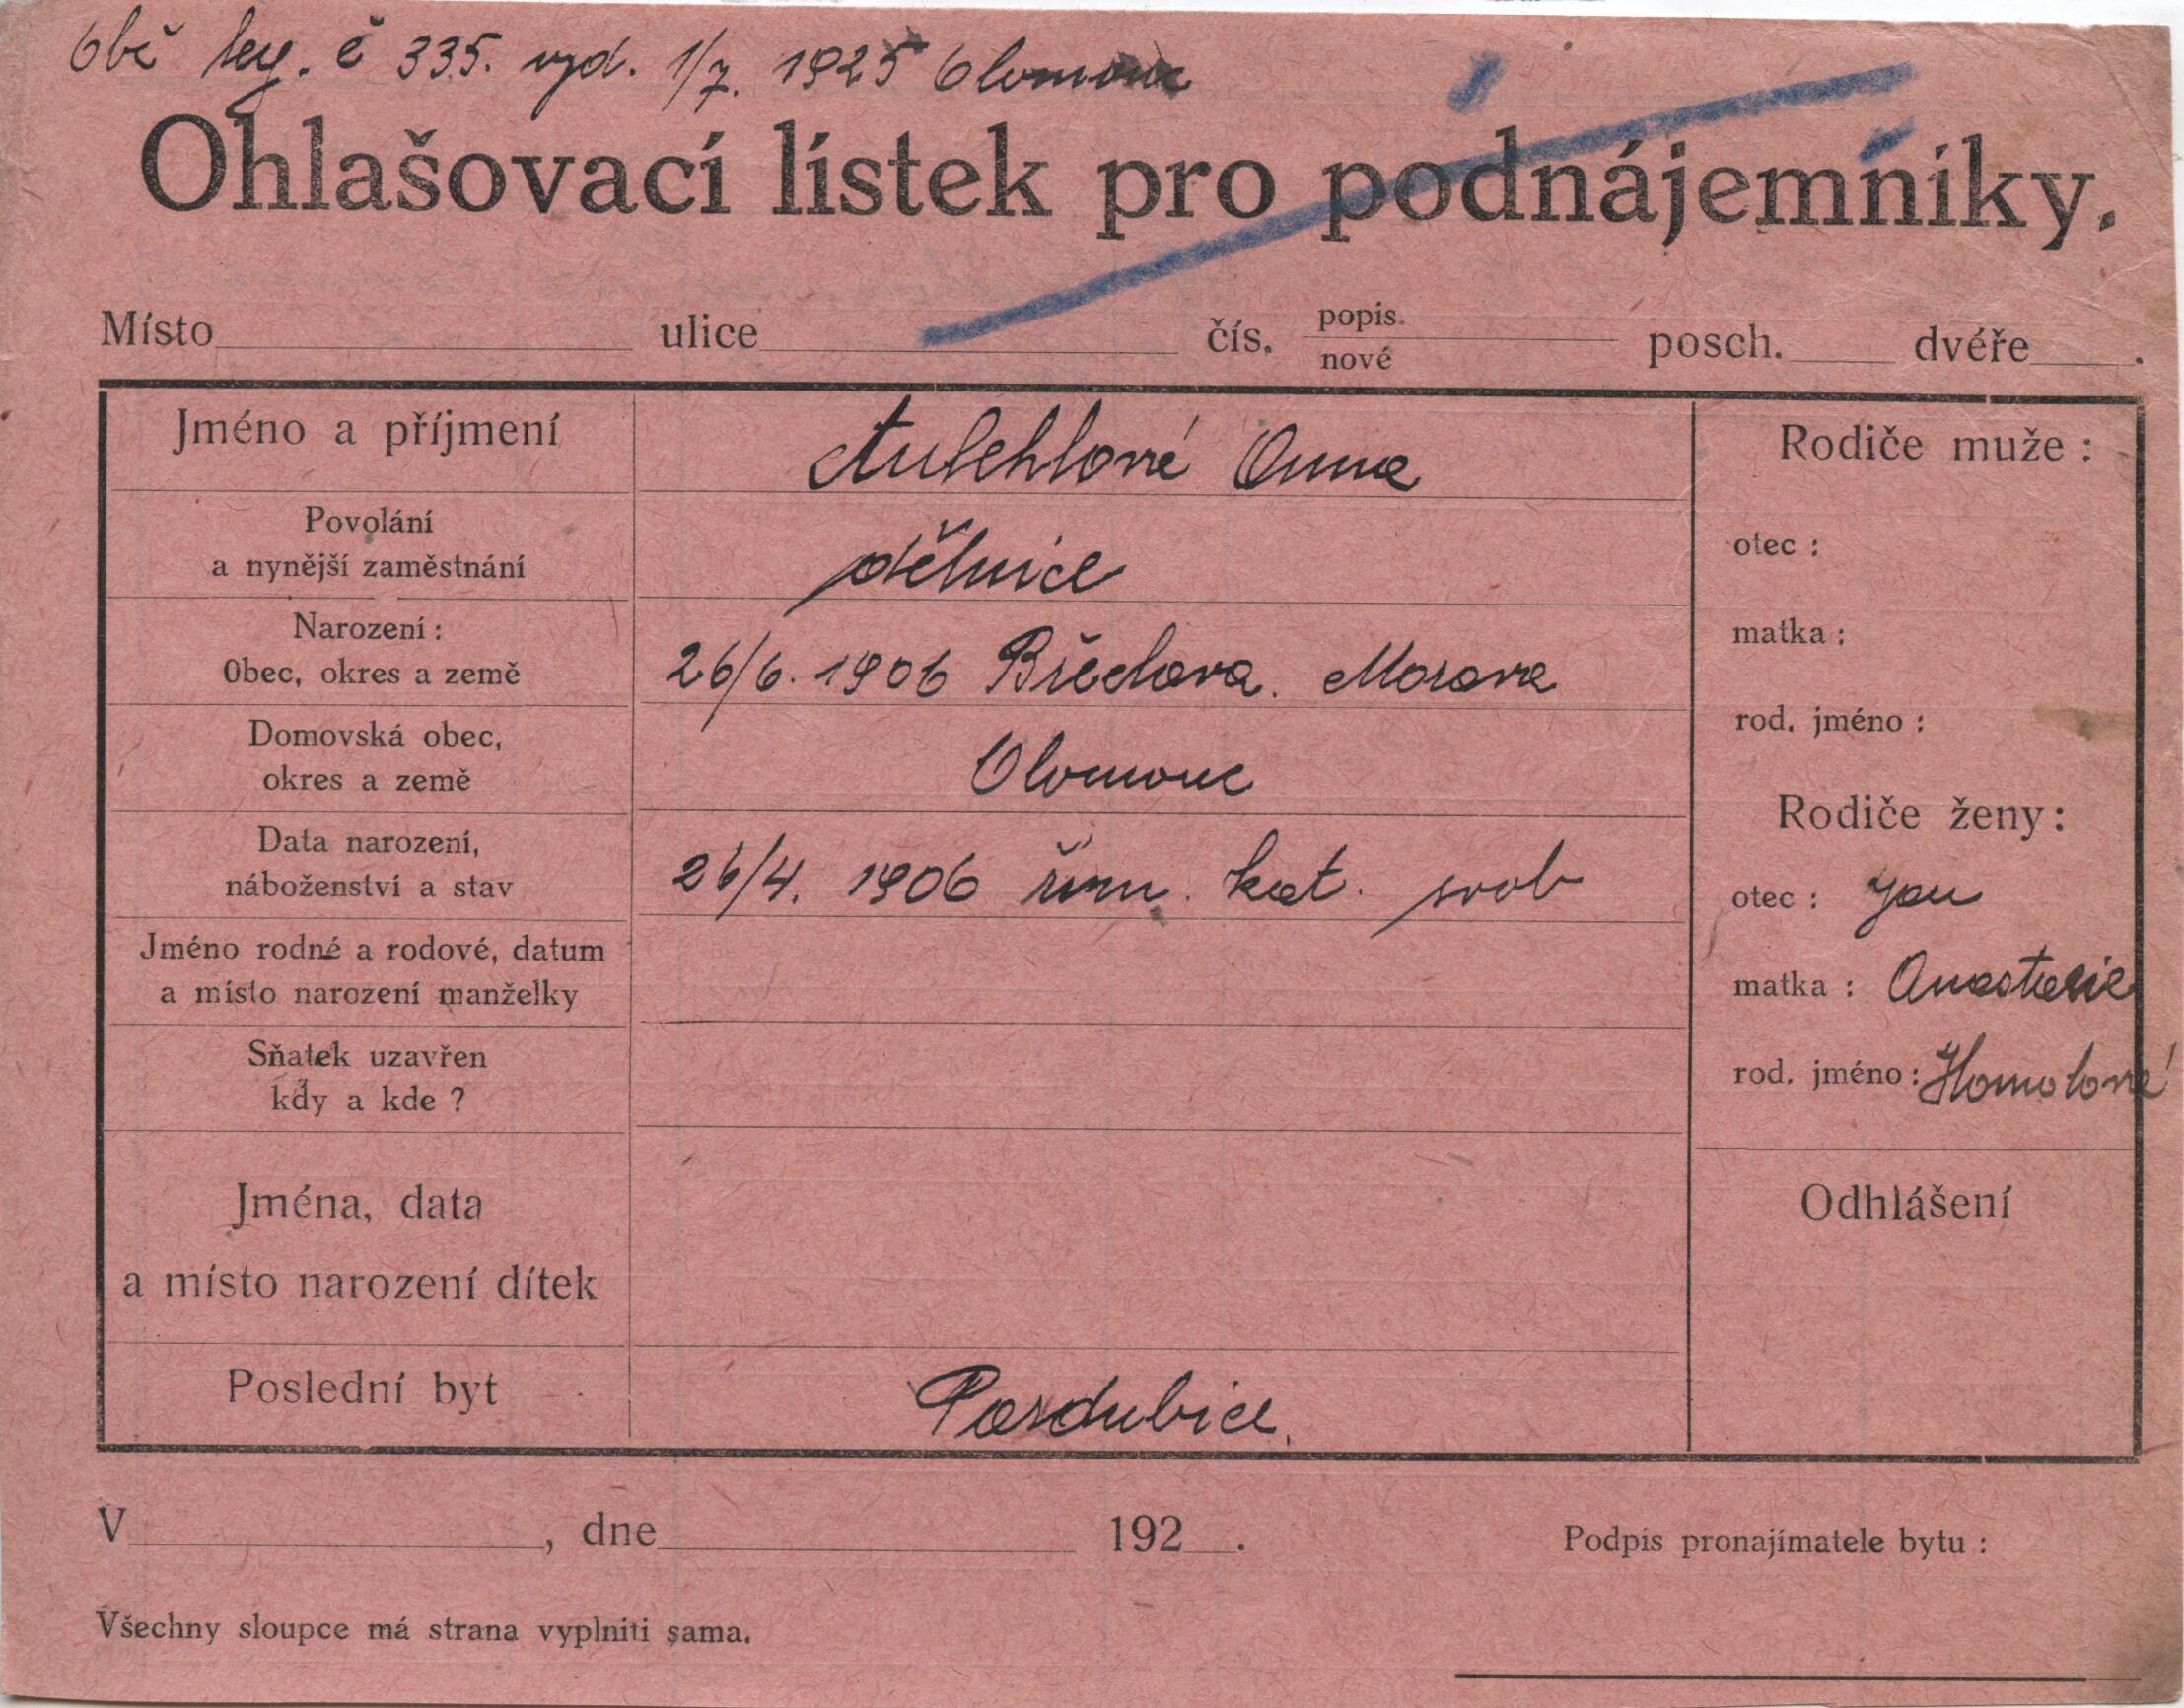 Obč leg. č 335. vyd. 1/7. 1925 Olomouc
Ohlašovací lístek pro podnájemníky.
Místo ulice čís. popis. nové posch. dvéře .
Jméno a příjmení Aulehlová Anna
Povolání
a nynější zaměstnání dělnice
Narození:
Obec, okres a země 26/6. 1906 Břečlava. Morava
Domovská obec,
okres a země Olomouc
Data narození,
náboženství a stav 26/4. 1906 řím. kat. svob
Jméno rodné a rodové, datum
a místo narození manželky
Sňatek uzavřen
kdy a kde ?
Jména, data
a místo narození dítek
Poslední byt Pardubice.
Rodiče muže :
otec :
matka :
rod. jméno :
Rodiče ženy :
otec : Jan
matka : Anastasie
rod. jméno : Homolová
Odhlášení
V , dne 192 .
Podpis pronajímatele bytu :
Všechny sloupce má strana vyplniti sama.